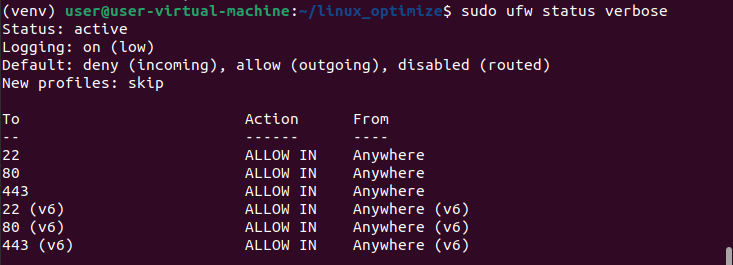 (venv) user@user-virtual-machine:~/linux_optimize$ sudo ufw status verbose
Status: active
Logging: on (low)
Default: deny (incoming), allow (outgoing), disabled (routed)
New profiles: skip

To                         Action      From
--                         ------      ----
22                         ALLOW IN    Anywhere
80                         ALLOW IN    Anywhere
443                        ALLOW IN    Anywhere
22 (v6)                    ALLOW IN    Anywhere (v6)
80 (v6)                    ALLOW IN    Anywhere (v6)
443 (v6)                   ALLOW IN    Anywhere (v6)